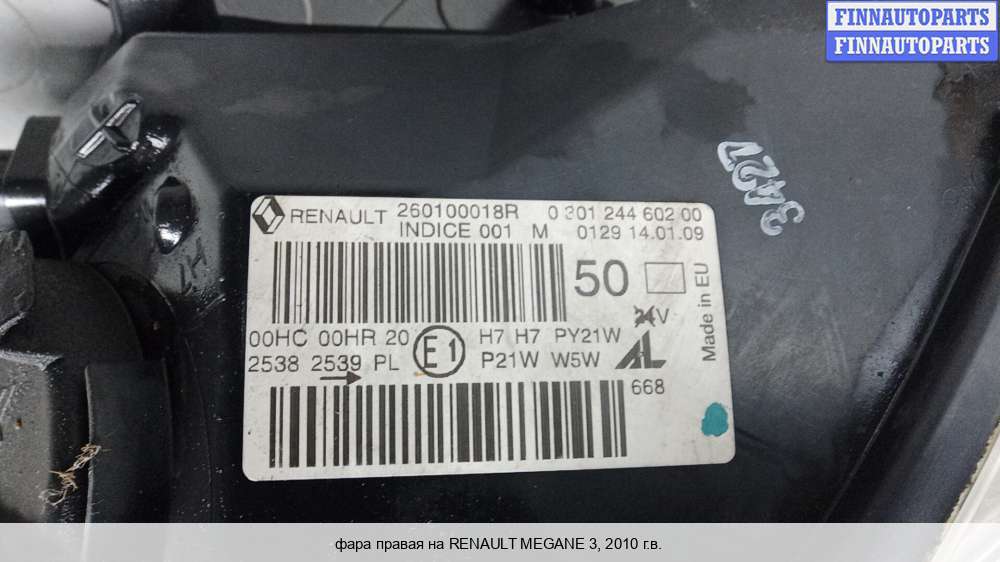 FINNAUTOPARTS
FINNAUTOPARTS
3427
RENAULT 260100018R 0 301 244 602 00
INDICE 001 M 0129 14.01.09
50
Made in EU
24V
00HC 00HR 20 E1 H7 H7 PY21W
2538 2539 PL P21W W5W AL
668
фара правая на RENAULT MEGANE 3, 2010 г.в.